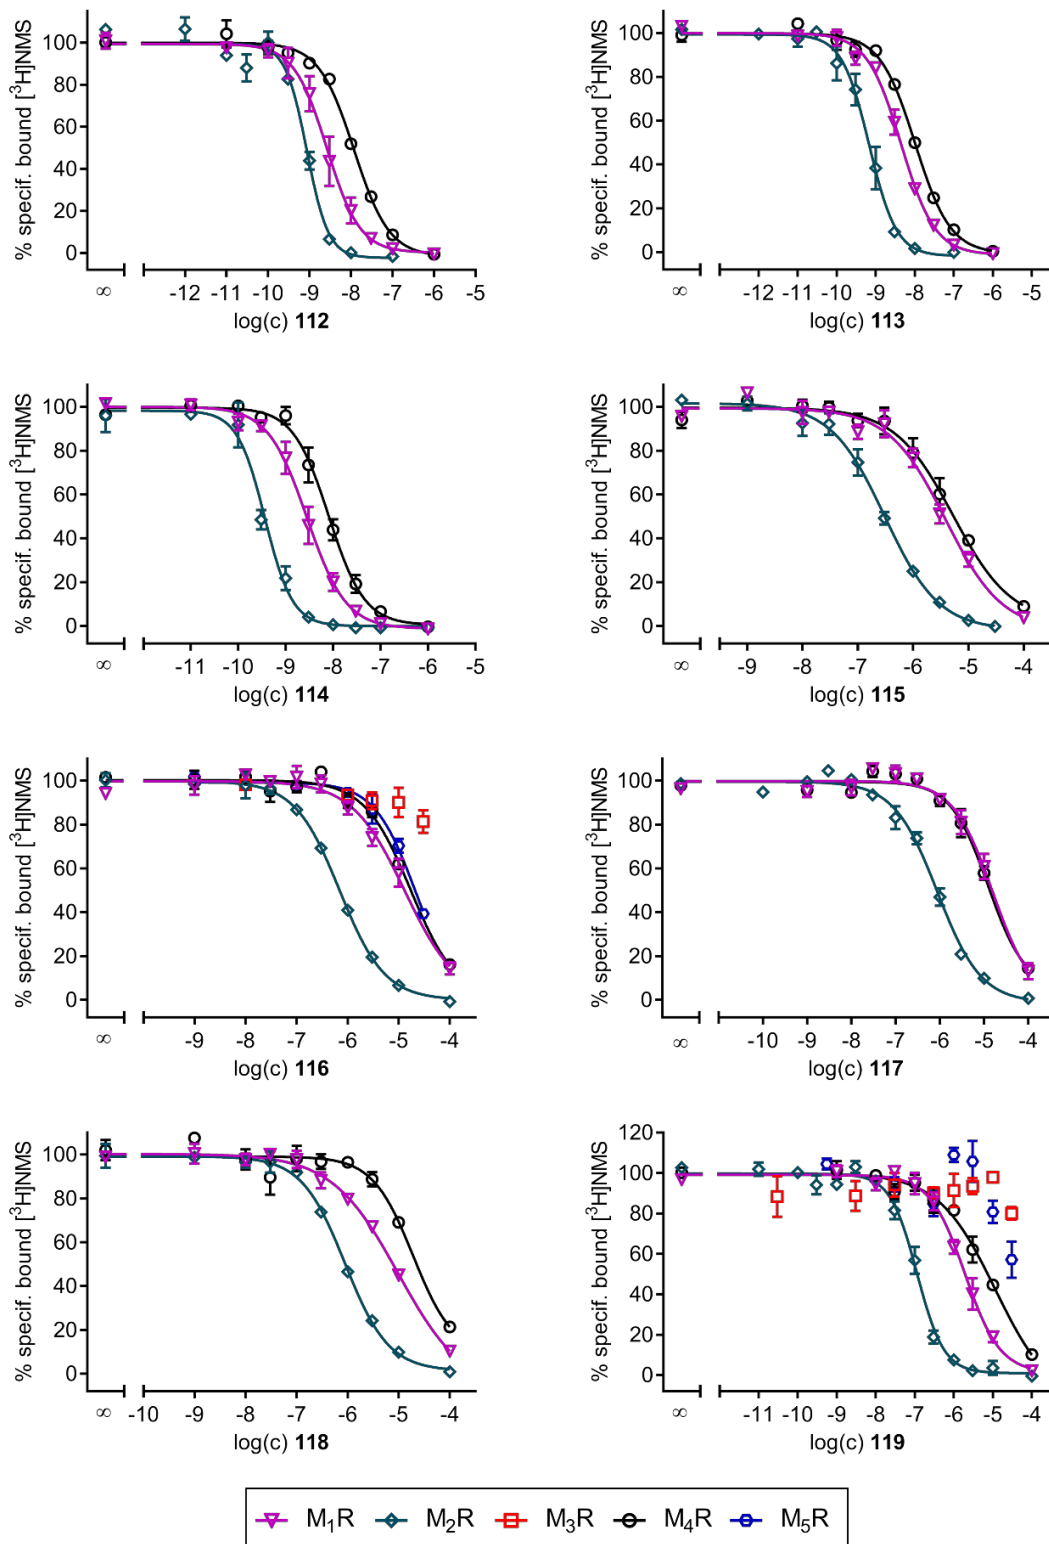 % specif. bound [³H]NMS
100
80
60
40
20
0
∞ -12 -11 -10 -9 -8 -7 -6 -5
log(c) 112
% specif. bound [³H]NMS
100
80
60
40
20
0
∞ -12 -11 -10 -9 -8 -7 -6 -5
log(c) 113
% specif. bound [³H]NMS
100
80
60
40
20
0
∞ -11 -10 -9 -8 -7 -6 -5
log(c) 114
% specif. bound [³H]NMS
100
80
60
40
20
0
∞ -9 -8 -7 -6 -5 -4
log(c) 115
% specif. bound [³H]NMS
100
80
60
40
20
0
∞ -9 -8 -7 -6 -5 -4
log(c) 116
% specif. bound [³H]NMS
100
80
60
40
20
0
∞ -10 -9 -8 -7 -6 -5 -4
log(c) 117
% specif. bound [³H]NMS
100
80
60
40
20
0
∞ -10 -9 -8 -7 -6 -5 -4
log(c) 118
% specif. bound [³H]NMS
120
100
80
60
40
20
0
∞ -11 -10 -9 -8 -7 -6 -5 -4
log(c) 119
M₁R M₂R M₃R M₄R M₅R